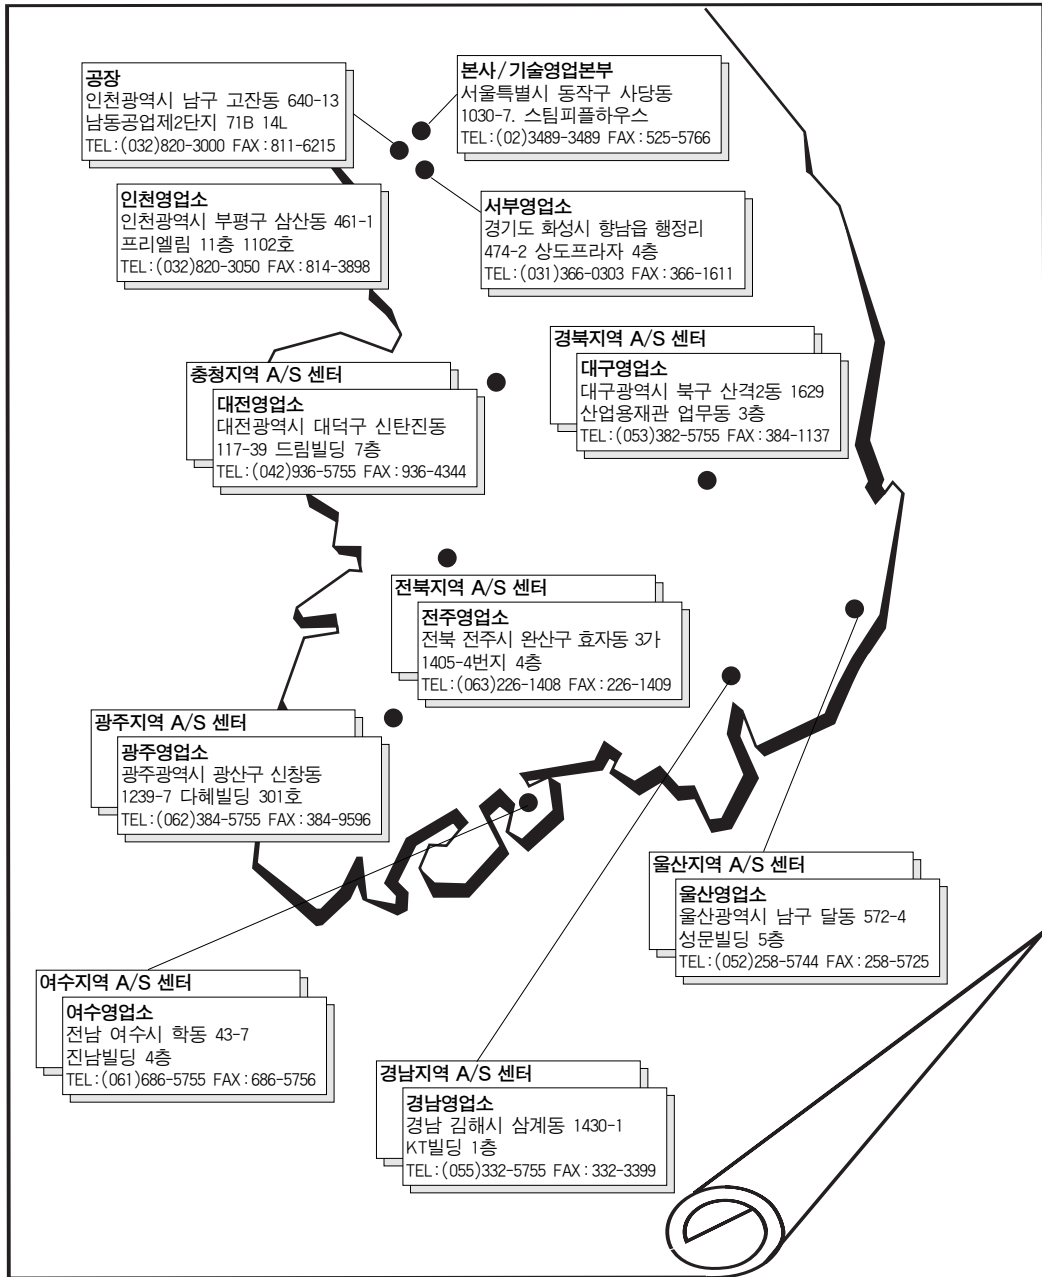 공장
인천광역시 남구 고잔동 640-13
남동공업제2단지 71B 14L
TEL:(032)820-3000 FAX:811-6215
본사/기술영업본부
서울특별시 동작구 사당동
1030-7. 스팀피플하우스
TEL:(02)3489-3489 FAX:525-5766
인천영업소
인천광역시 부평구 삼산동 461-1
프리엘림 11층 1102호
TEL:(032)820-3050 FAX:814-3898
서부영업소
경기도 화성시 향남읍 행정리
474-2 상도프라자 4층
TEL:(031)366-0303 FAX:366-1611
경북지역 A/S 센터
대구영업소
대구광역시 북구 산격2동 1629
산업용재관 업무동 3층
TEL:(053)382-5755 FAX:384-1137
충청지역 A/S 센터
대전영업소
대전광역시 대덕구 신탄진동
117-39 드림빌딩 7층
TEL:(042)936-5755 FAX:936-4344
전북지역 A/S 센터
전주영업소
전북 전주시 완산구 효자동 3가
1405-4번지 4층
TEL:(063)226-1408 FAX:226-1409
광주지역 A/S 센터
광주영업소
광주광역시 광산구 신창동
1239-7 다혜빌딩 301호
TEL:(062)384-5755 FAX:384-9596
울산지역 A/S 센터
울산영업소
울산광역시 남구 달동 572-4
성문빌딩 5층
TEL:(052)258-5744 FAX:258-5725
여수지역 A/S 센터
여수영업소
전남 여수시 학동 43-7
진남빌딩 4층
TEL:(061)686-5755 FAX:686-5756
경남지역 A/S 센터
경남영업소
경남 김해시 삼계동 1430-1
KT빌딩 1층
TEL:(055)332-5755 FAX:332-3399